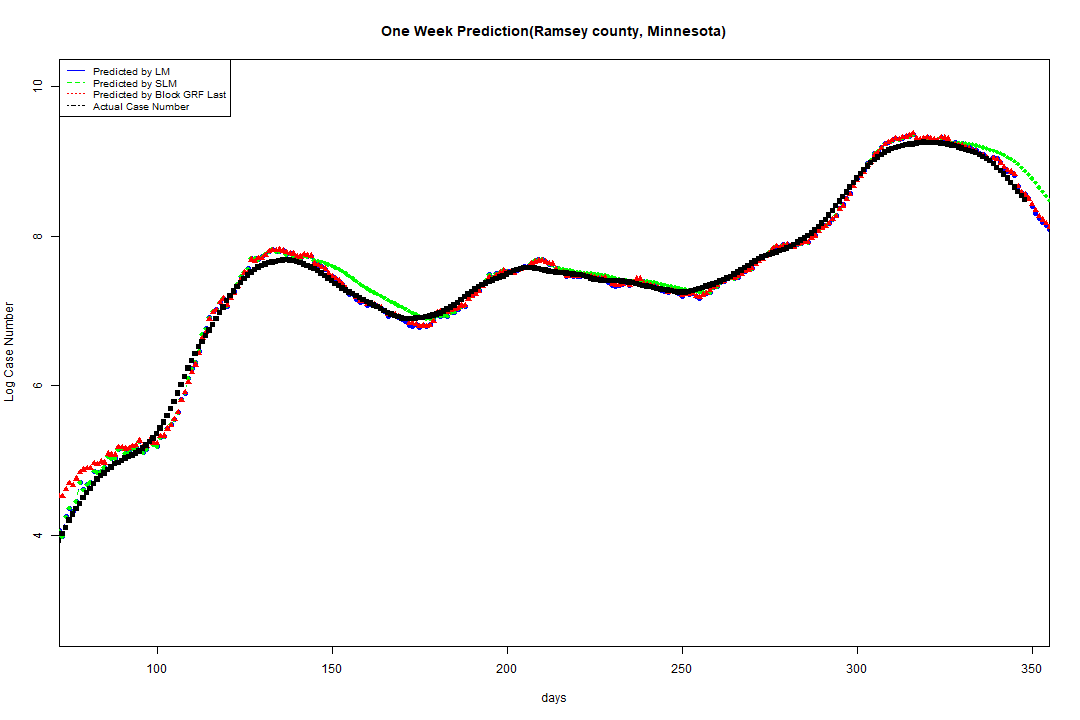 One Week Prediction(Ramsey county, Minnesota)
Predicted by LM
Predicted by SLM
Predicted by Block GRF Last
Actual Case Number
10
8
6
4
Log Case Number
100 150 200 250 300 350
days